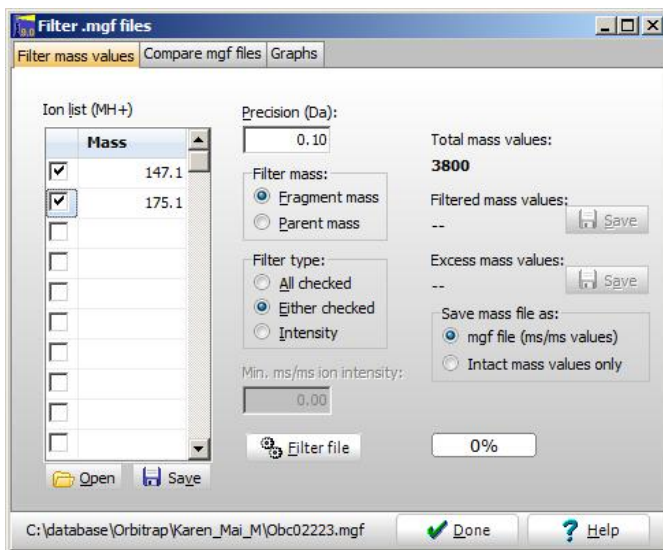 9.0 Filter .mgf files
Filter mass values Compare mgf files Graphs
Ion list (MH+)
Mass
147.1
175.1
Open Save
Precision (Da):
0.10
Filter mass:
Fragment mass
Parent mass
Filter type:
All checked
Either checked
Intensity
Min. ms/ms ion intensity:
0.00
Filter file
Total mass values:
3800
Filtered mass values:
-- Save
Excess mass values:
-- Save
Save mass file as:
mgf file (ms/ms values)
Intact mass values only
0%
C:\database\Orbitrap\Karen_Mai_M\Obc02223.mgf Done Help